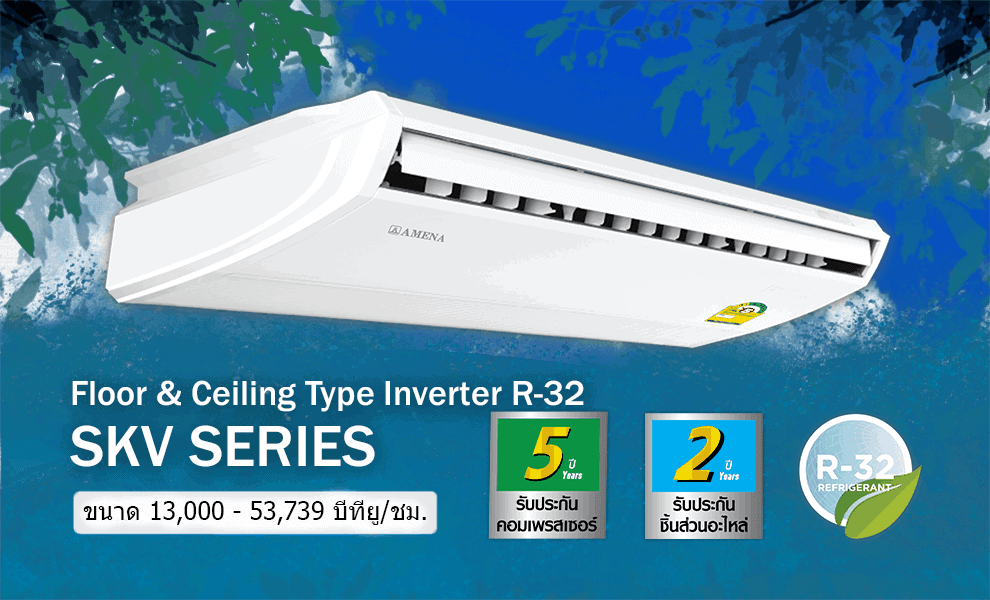 AMENA
Floor & Ceiling Type Inverter R-32
SKV SERIES
ขนาด 13,000 - 53,739 บีทียู/ชม.
5 ปี
Years
รับประกัน
คอมเพรสเซอร์
2 ปี
Years
รับประกัน
ชิ้นส่วนอะไหล่
R-32
REFRIGERANT